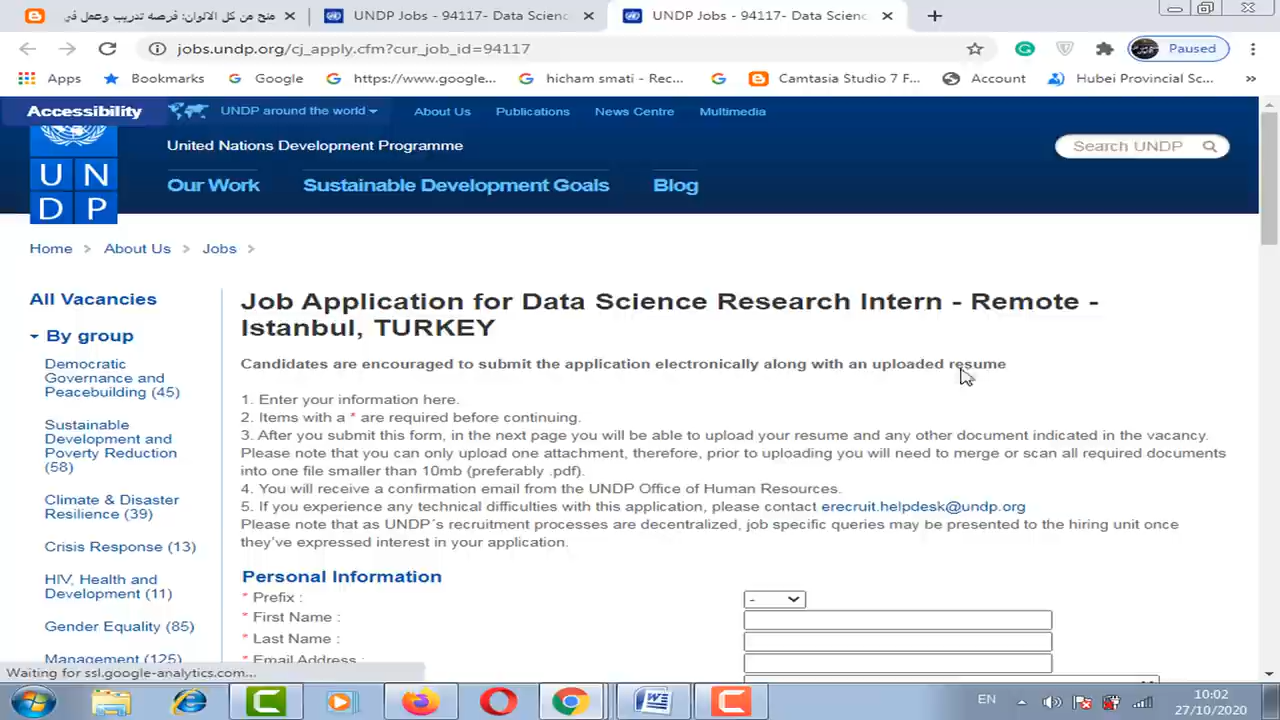 منح من كل الالوان: فرصة تدريب وعمل في
UNDP Jobs - 94117- Data Scienc
UNDP Jobs - 94117- Data Scienc
jobs.undp.org/cj_apply.cfm?cur_job_id=94117
Paused
Apps
Bookmarks
Google
https://www.google...
hicham smati - Rec...
Camtasia Studio 7 F...
Account
Hubei Provincial Sc...
»
Accessibility
UNDP around the world
About Us
Publications
News Centre
Multimedia
U N
D P
United Nations Development Programme
Search UNDP
Our Work
Sustainable Development Goals
Blog
Home > About Us > Jobs >
All Vacancies
By group
Democratic
Governance and
Peacebuilding (45)
Sustainable
Development and
Poverty Reduction
(58)
Climate & Disaster
Resilience (39)
Crisis Response (13)
HIV, Health and
Development (11)
Gender Equality (85)
Management (125)
Job Application for Data Science Research Intern - Remote -
Istanbul, TURKEY
Candidates are encouraged to submit the application electronically along with an uploaded resume
1. Enter your information here.
2. Items with a * are required before continuing.
3. After you submit this form, in the next page you will be able to upload your resume and any other document indicated in the vacancy.
Please note that you can only upload one attachment, therefore, prior to uploading you will need to merge or scan all required documents
into one file smaller than 10mb (preferably .pdf).
4. You will receive a confirmation email from the UNDP Office of Human Resources.
5. If you experience any technical difficulties with this application, please contact erecruit.helpdesk@undp.org
Please note that as UNDP´s recruitment processes are decentralized, job specific queries may be presented to the hiring unit once
they've expressed interest in your application.
Personal Information
* Prefix :
-
* First Name :
* Last Name :
* Email Address
Waiting for ssl.google-analytics.com...
EN
10:02
27/10/2020